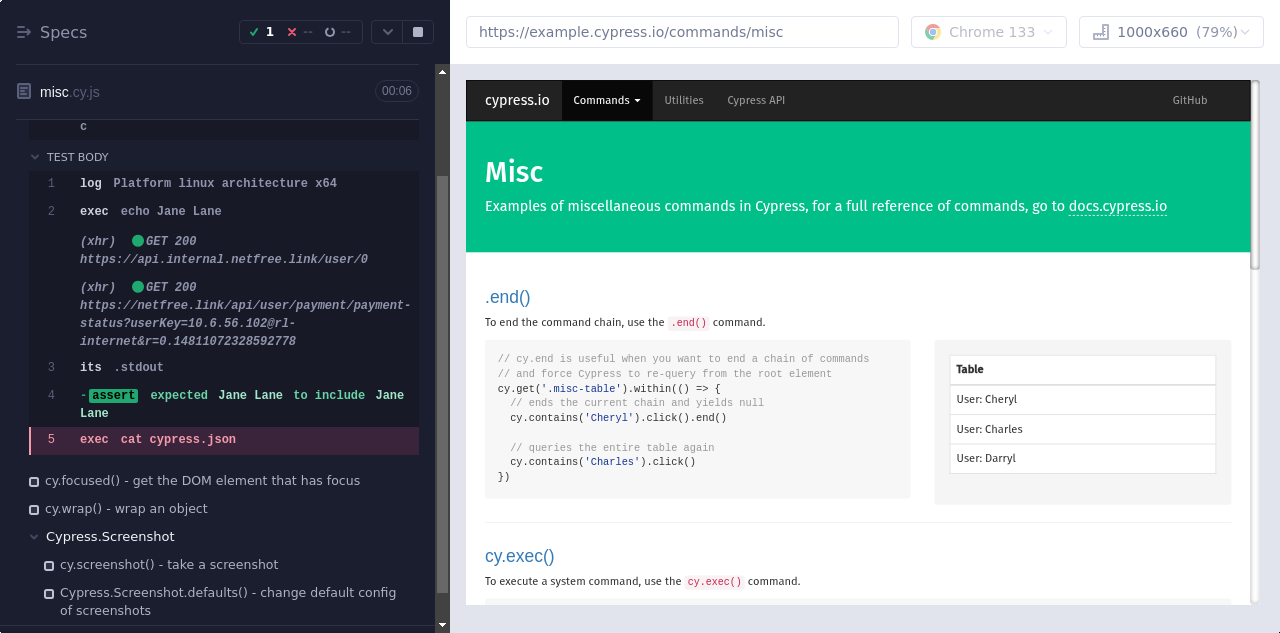 Specs
1
--
--
misc.cy.js
00:06
c
TEST BODY
1 log Platform linux architecture x64
2 exec echo Jane Lane
(xhr) GET 200
https://api.internal.netfree.link/user/0
(xhr) GET 200
https://netfree.link/api/user/payment/payment-
status?userKey=10.6.56.102@rl-
internet&r=0.14811072328592778
3 its .stdout
4 -assert expected Jane Lane to include Jane
Lane
5 exec cat cypress.json
cy.focused() - get the DOM element that has focus
cy.wrap() - wrap an object
Cypress.Screenshot
cy.screenshot() - take a screenshot
Cypress.Screenshot.defaults() - change default config
of screenshots
https://example.cypress.io/commands/misc
Chrome 133
1000x660 (79%)
cypress.io
Commands
Utilities
Cypress API
GitHub
Misc
Examples of miscellaneous commands in Cypress, for a full reference of commands, go to docs.cypress.io
.end()
To end the command chain, use the .end() command.
// cy.end is useful when you want to end a chain of commands
// and force Cypress to re-query from the root element
cy.get('.misc-table').within(() => {
// ends the current chain and yields null
cy.contains('Cheryl').click().end()
// queries the entire table again
cy.contains('Charles').click()
})
Table
User: Cheryl
User: Charles
User: Darryl
cy.exec()
To execute a system command, use the cy.exec() command.